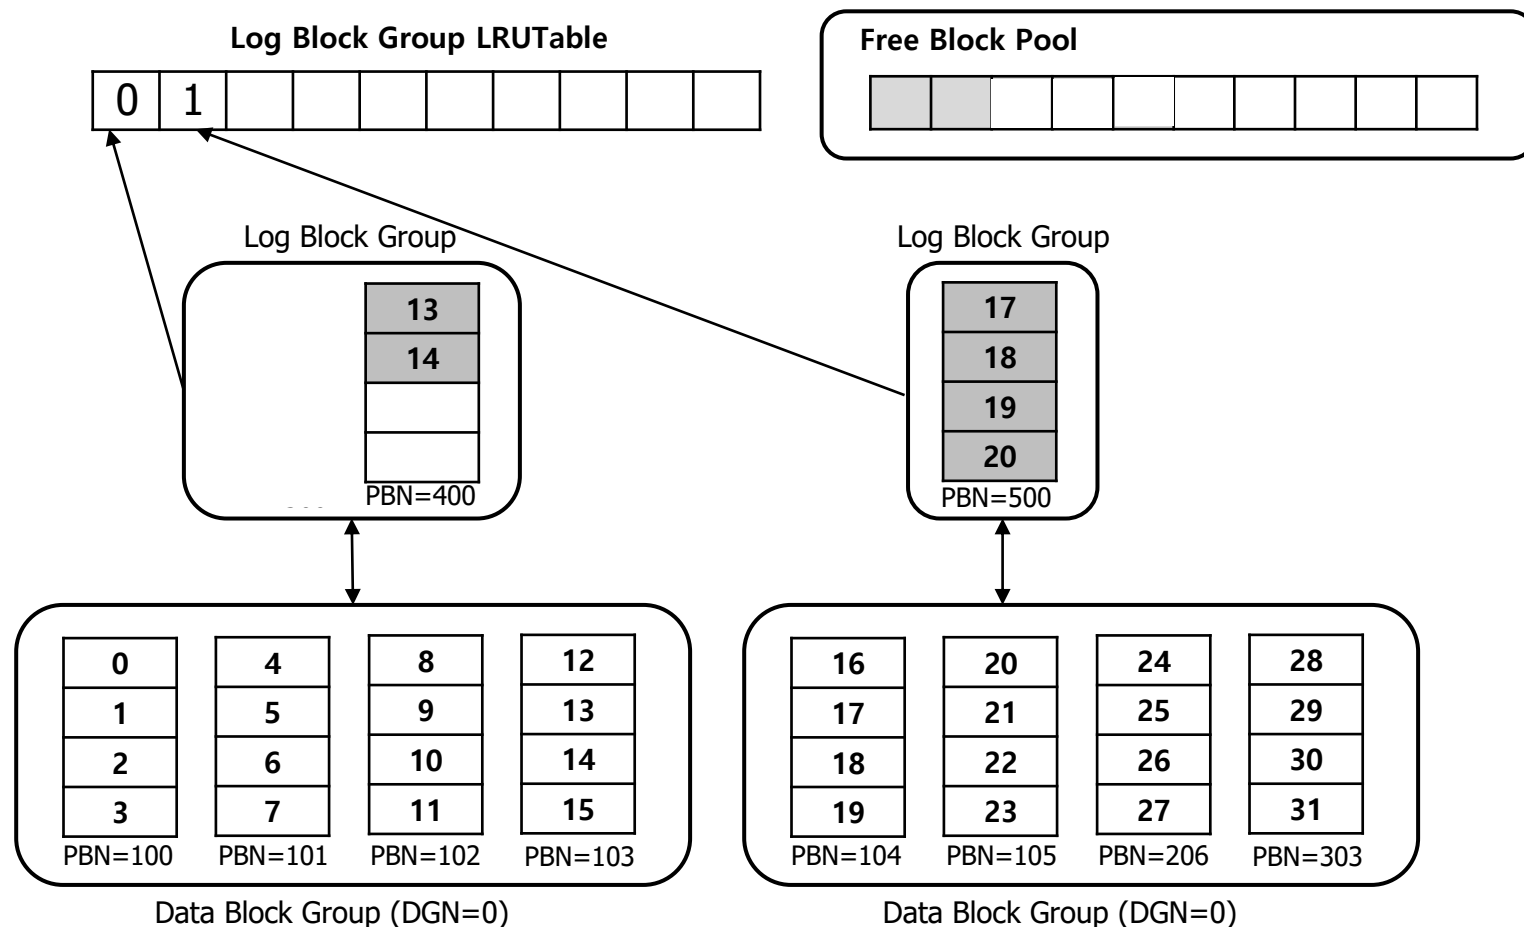 Log Block Group LRUTable
Free Block Pool
0 1
Log Block Group
Log Block Group
13
14
PBN=400
17
18
19
20
PBN=500
0 4 8 12
1 5 9 13
2 6 10 14
3 7 11 15
PBN=100 PBN=101 PBN=102 PBN=103
Data Block Group (DGN=0)
16 20 24 28
17 21 25 29
18 22 26 30
19 23 27 31
PBN=104 PBN=105 PBN=206 PBN=303
Data Block Group (DGN=0)